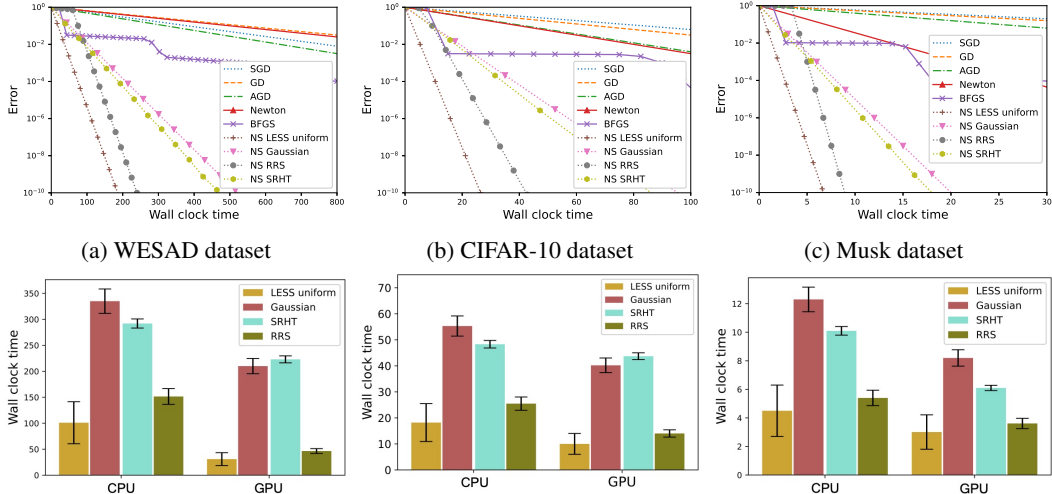 Error
10^0
10^-2
10^-4
10^-6
10^-8
10^-10
SGD
GD
AGD
Newton
BFGS
NS LESS uniform
NS Gaussian
NS RRS
NS SRHT
0 100 200 300 400 500 600 700 800
Wall clock time
(a) WESAD dataset
Error
10^0
10^-2
10^-4
10^-6
10^-8
10^-10
SGD
GD
AGD
Newton
BFGS
NS LESS uniform
NS Gaussian
NS RRS
NS SRHT
0 20 40 60 80 100
Wall clock time
(b) CIFAR-10 dataset
Error
10^0
10^-2
10^-4
10^-6
10^-8
10^-10
SGD
GD
AGD
Newton
BFGS
NS LESS uniform
NS Gaussian
NS RRS
NS SRHT
0 5 10 15 20 25 30
Wall clock time
(c) Musk dataset
Wall clock time
350
300
250
200
150
100
50
0
LESS uniform
Gaussian
SRHT
RRS
CPU GPU
Wall clock time
70
60
50
40
30
20
10
0
LESS uniform
Gaussian
SRHT
RRS
CPU GPU
Wall clock time
12
10
8
6
4
2
0
LESS uniform
Gaussian
SRHT
RRS
CPU GPU